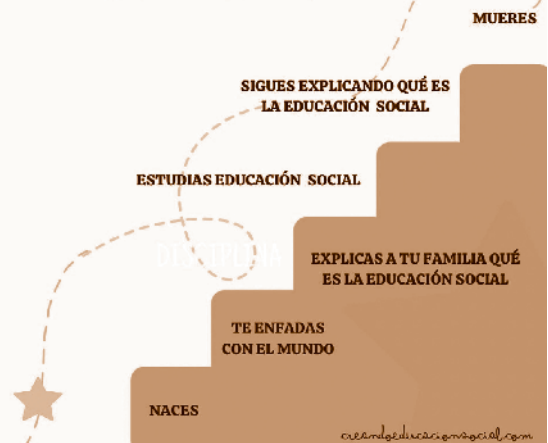 MUERES
SIGUES EXPLICANDO QUÉ ES
LA EDUCACIÓN SOCIAL
ESTUDIAS EDUCACIÓN SOCIAL
DISCIPLINA
EXPLICAS A TU FAMILIA QUÉ
ES LA EDUCACIÓN SOCIAL
TE ENFADAS
CON EL MUNDO
NACES
creandoeducacionsocial.com